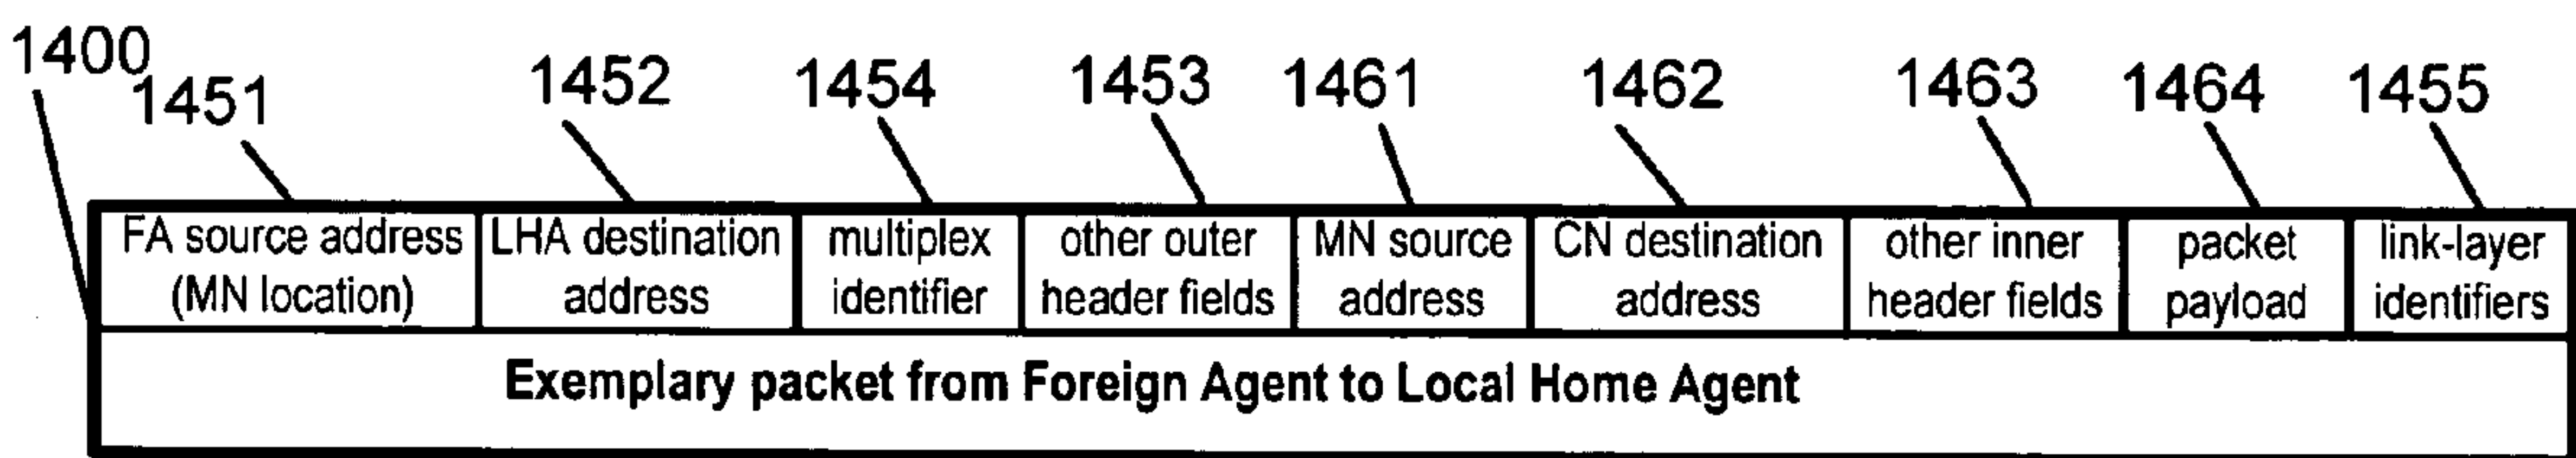 1400
1451 1452 1454 1453 1461 1462 1463 1464 1455
FA source address LHA destination multiplex other outer MN source CN destination other inner packet link-layer
(MN location) address identifier header fields address address header fields payload identifiers
Exemplary packet from Foreign Agent to Local Home Agent